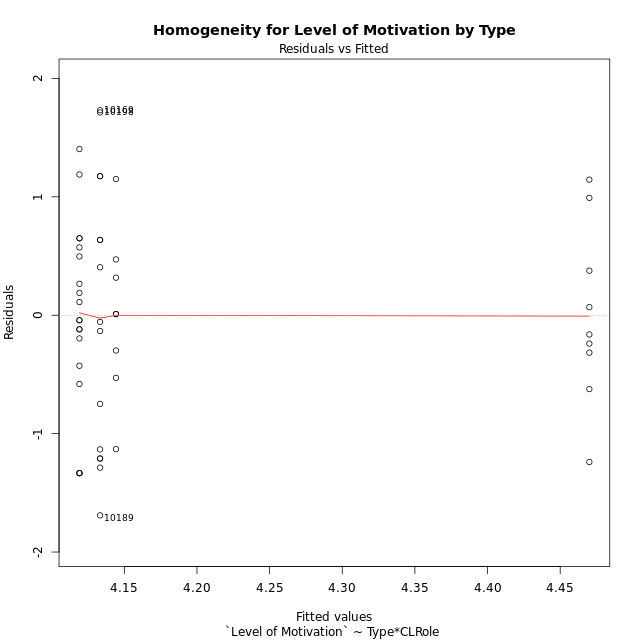 Homogeneity for Level of Motivation by Type
Residuals vs Fitted
2
1
0
-1
-2
Residuals
10169
10198
10189
4.15 4.20 4.25 4.30 4.35 4.40 4.45
Fitted values
`Level of Motivation` ~ Type*CLRole